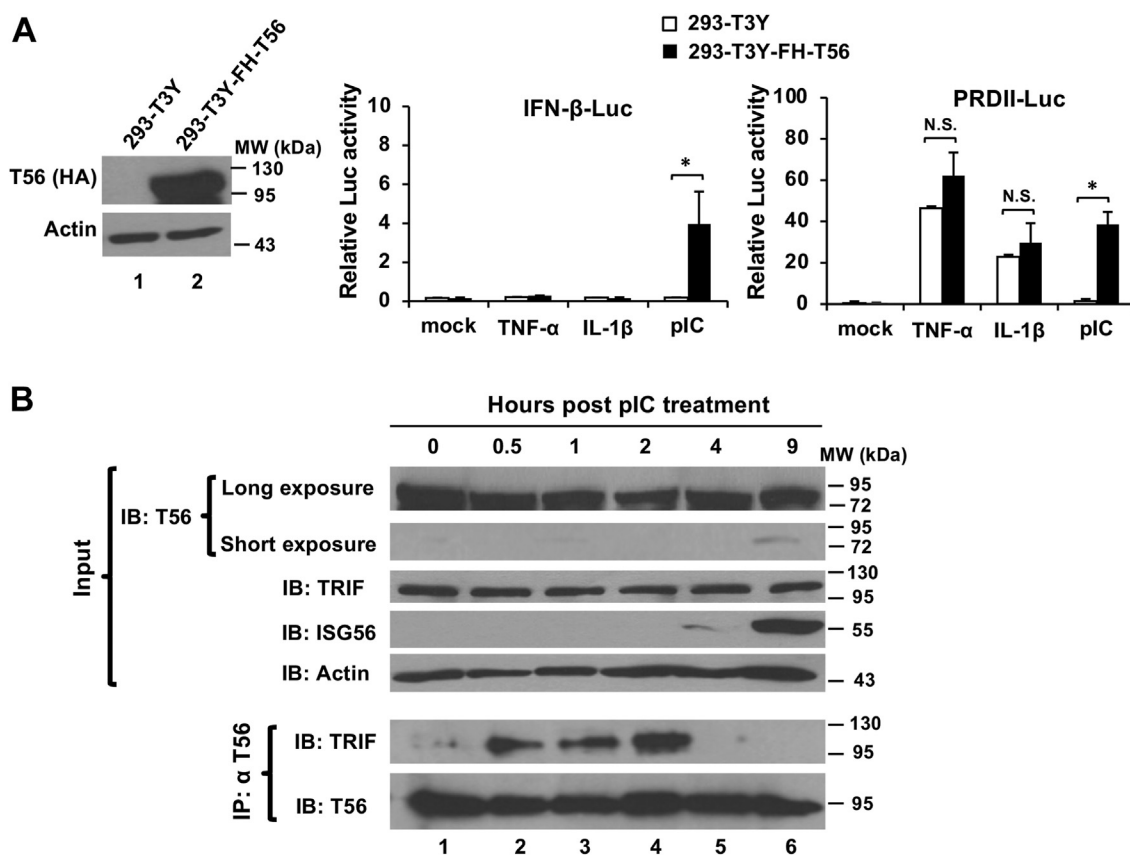 A
293-T3Y
293-T3Y-FH-T56
MW (kDa)
T56 (HA)
130
95
Actin
43
1 2
293-T3Y
293-T3Y-FH-T56
IFN-β-Luc
Relative Luc activity
10
8
6
4
2
0
*
mock TNF-α IL-1β pIC
PRDII-Luc
Relative Luc activity
100
80
60
40
20
0
N.S.
N.S.
*
mock TNF-α IL-1β pIC
B
Hours post pIC treatment
0 0.5 1 2 4 9
MW (kDa)
Input
IB: T56
Long exposure
95
72
Short exposure
95
72
IB: TRIF
130
95
IB: ISG56
55
IB: Actin
43
IP: α T56
IB: TRIF
130
95
IB: T56
95
1 2 3 4 5 6